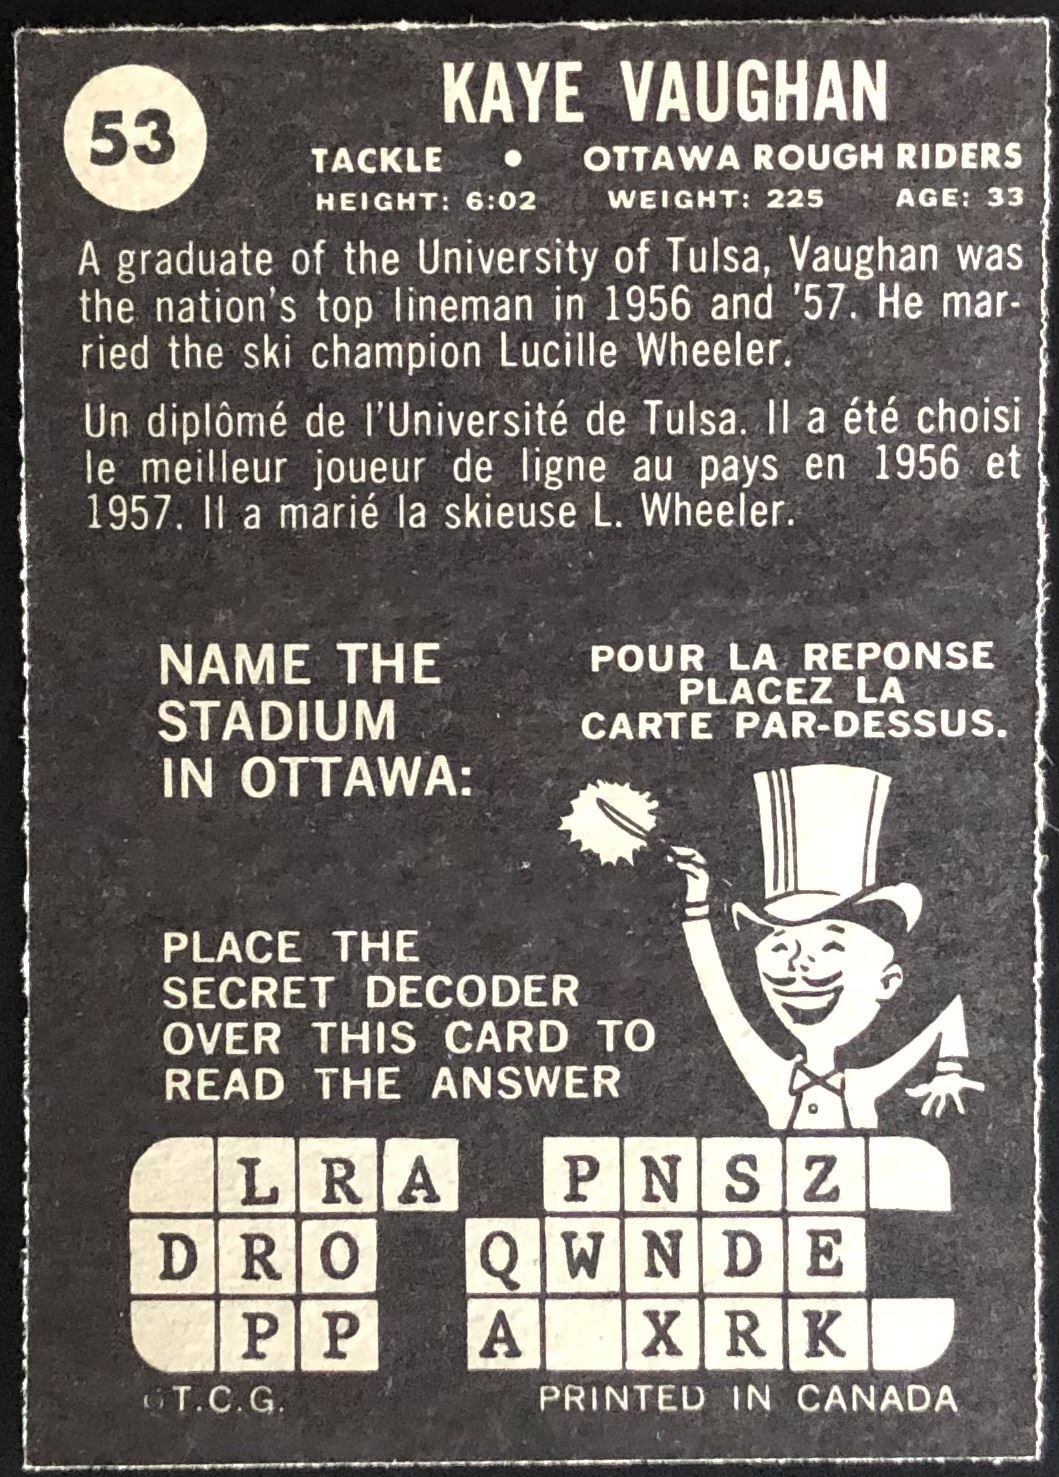 53
KAYE VAUGHAN
TACKLE • OTTAWA ROUGH RIDERS
HEIGHT: 6:02 WEIGHT: 225 AGE: 33
A graduate of the University of Tulsa, Vaughan was
the nation's top lineman in 1956 and '57. He mar-
ried the ski champion Lucille Wheeler.
Un diplômé de l'Université de Tulsa. Il a été choisi
le meilleur joueur de ligne au pays en 1956 et
1957. Il a marié la skieuse L. Wheeler.
NAME THE
STADIUM
IN OTTAWA:
POUR LA REPONSE
PLACEZ LA
CARTE PAR-DESSUS.
PLACE THE
SECRET DECODER
OVER THIS CARD TO
READ THE ANSWER
L R A P N S Z
D R O Q W N D E
P P A X R K
© T.C.G. PRINTED IN CANADA